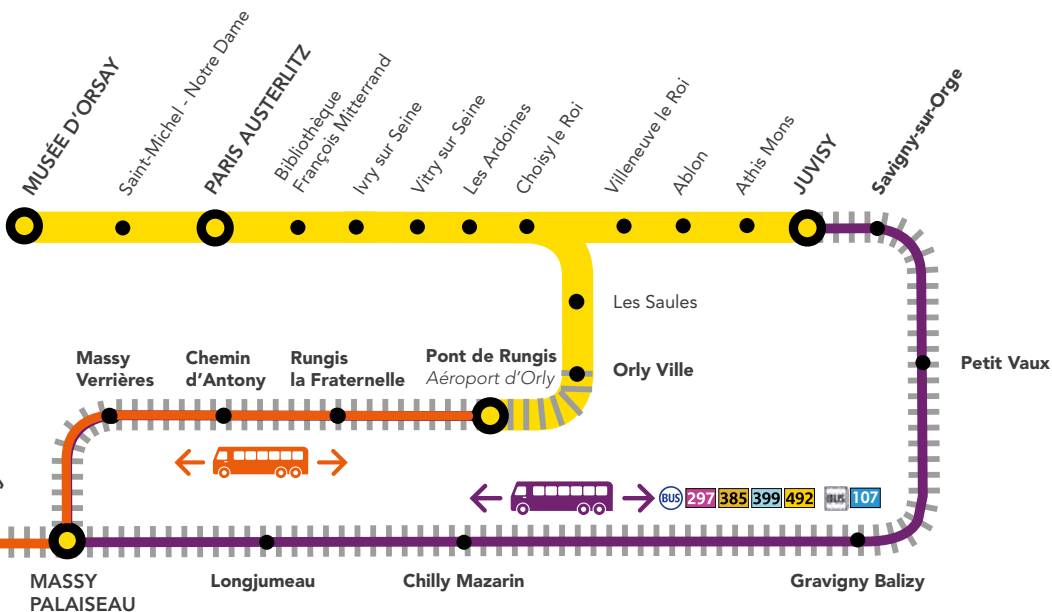 MUSÉE D'ORSAY
Saint-Michel - Notre Dame
PARIS AUSTERLITZ
Bibliothèque
François Mitterrand
Ivry sur Seine
Vitry sur Seine
Les Ardoines
Choisy le Roi
Villeneuve le Roi
Ablon
Athis Mons
JUVISY
Savigny-sur-Orge
Les Saules
Massy
Verrières
Chemin
d'Antony
Rungis
la Fraternelle
Pont de Rungis
Aéroport d'Orly
Orly Ville
Petit Vaux
BUS 297 385 399 492 BUS 107
MASSY
PALAISEAU
Longjumeau
Chilly Mazarin
Gravigny Balizy